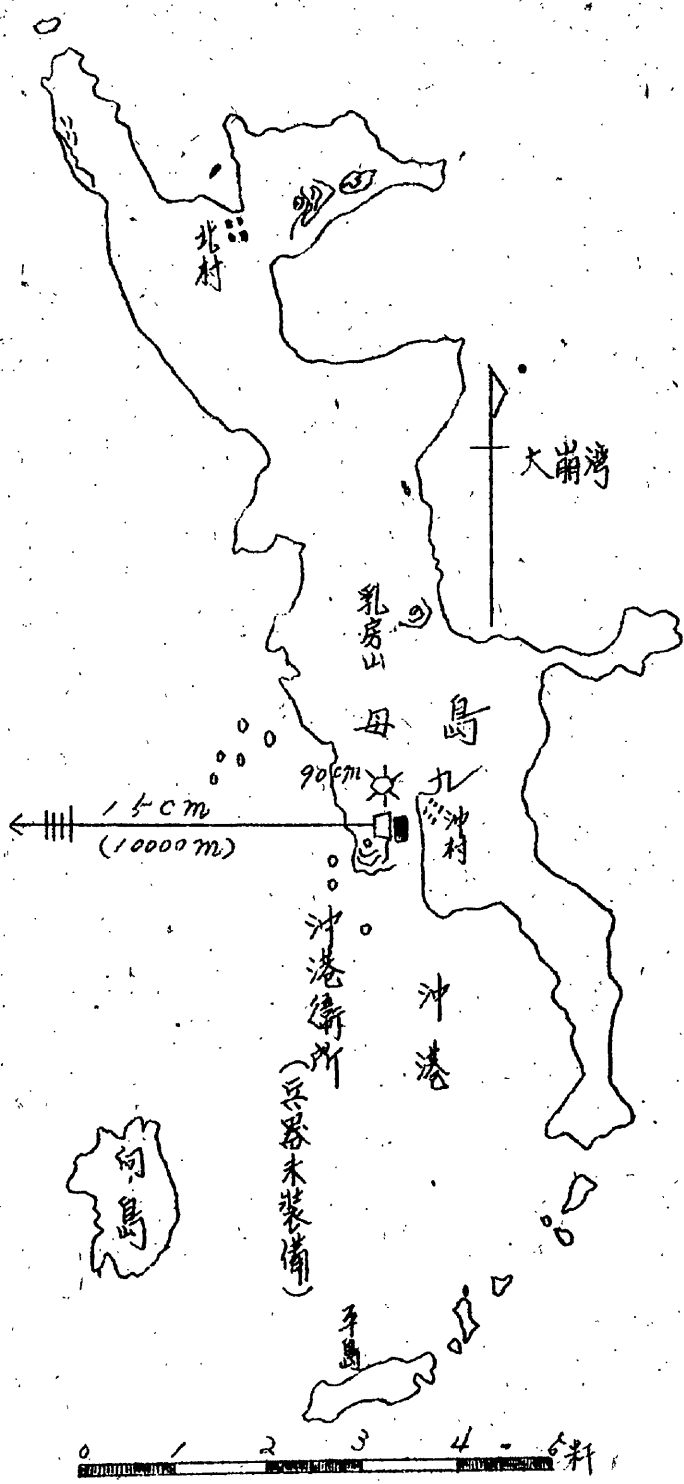 北村
大崩湾
乳房山
母島
90cm
沖村
15cm
(10000m)
沖港衛所
(兵器未装備)
沖港
向島
平島
0 1 2 3 4 5粁